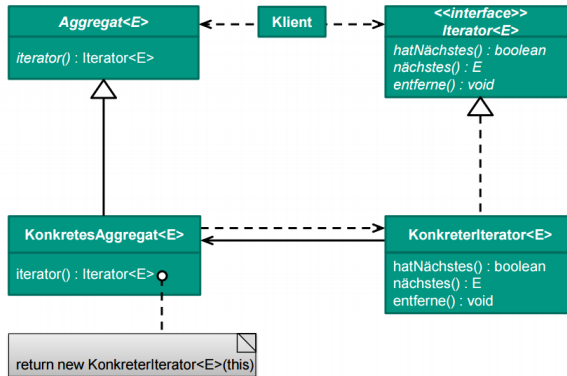 Aggregat<E>
iterator() : Iterator<E>
Klient
<<interface>>
Iterator<E>
hatNächstes() : boolean
nächstes() : E
entferne() : void
KonkretesAggregat<E>
iterator() : Iterator<E>
KonkreterIterator<E>
hatNächstes() : boolean
nächstes() : E
entferne() : void
return new KonkreterIterator<E>(this)